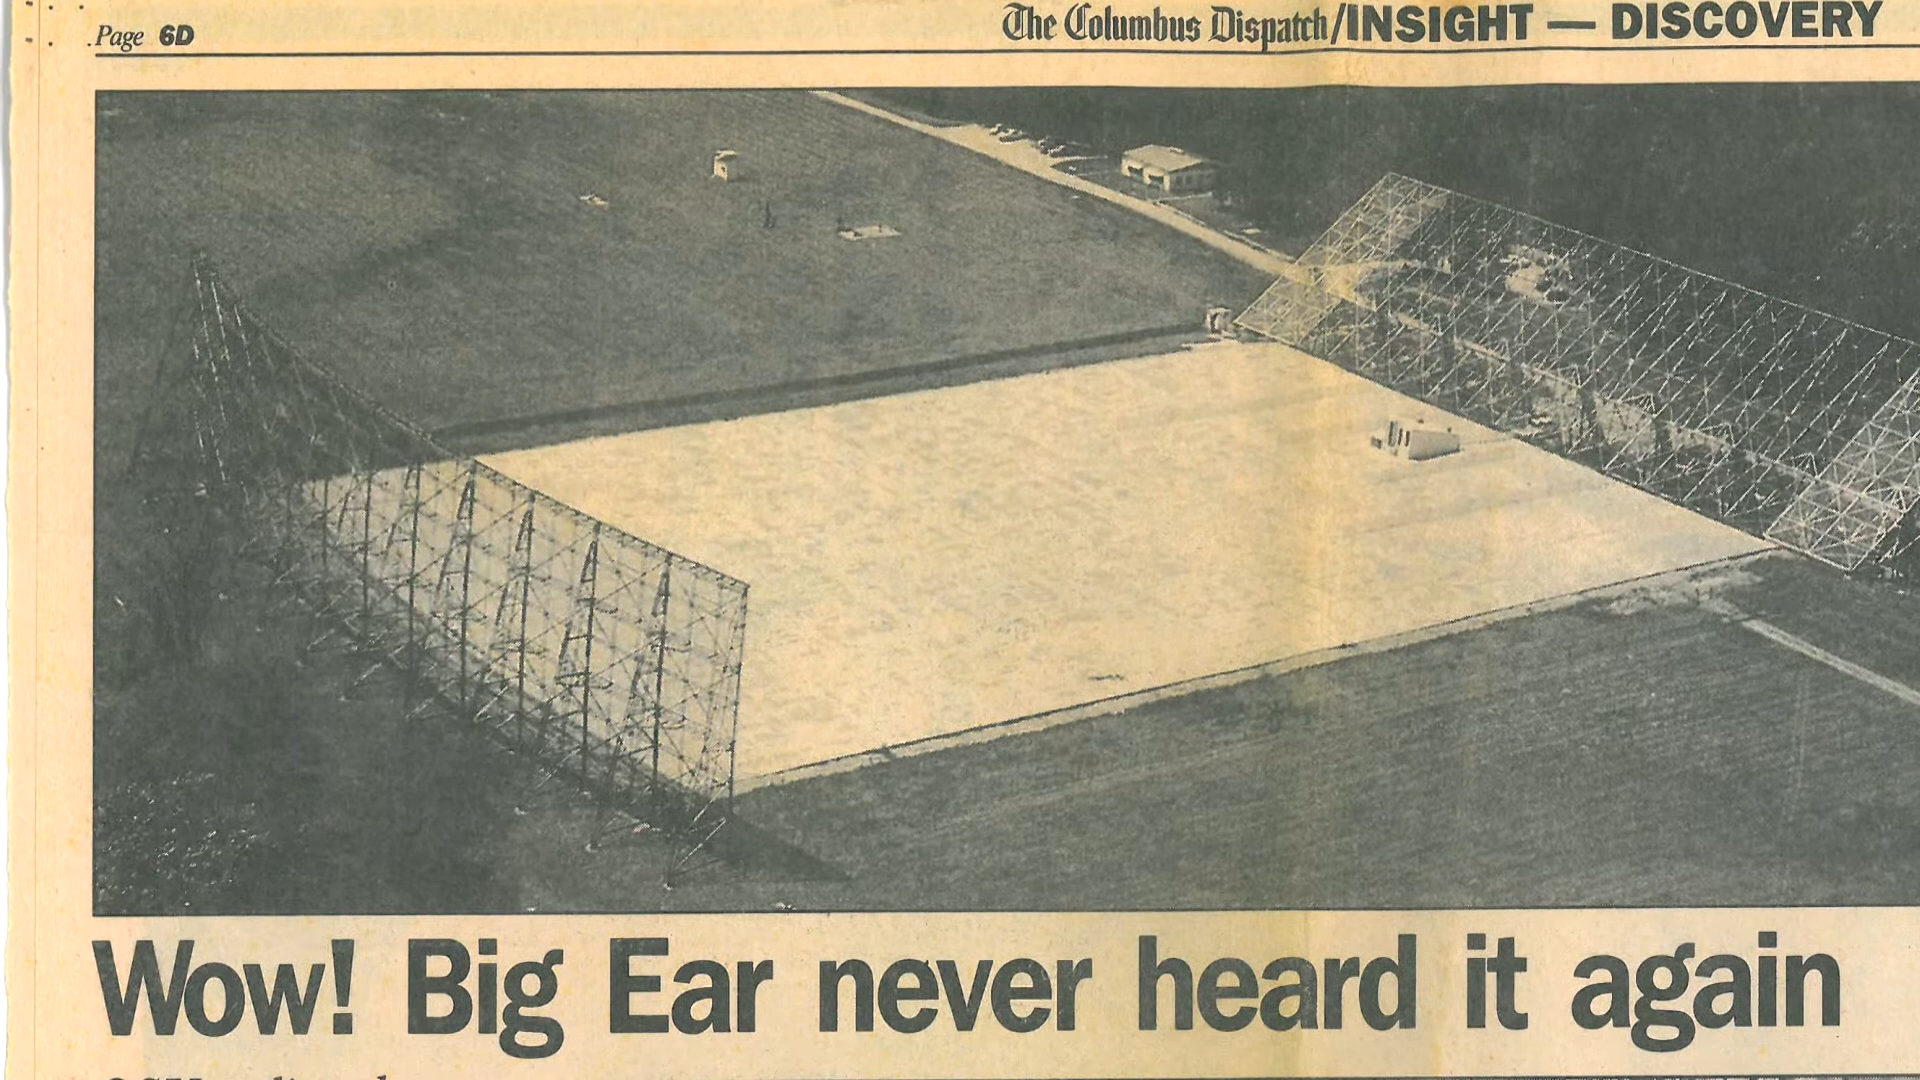 Page 6D
The Columbus Dispatch/INSIGHT — DISCOVERY
Wow! Big Ear never heard it again